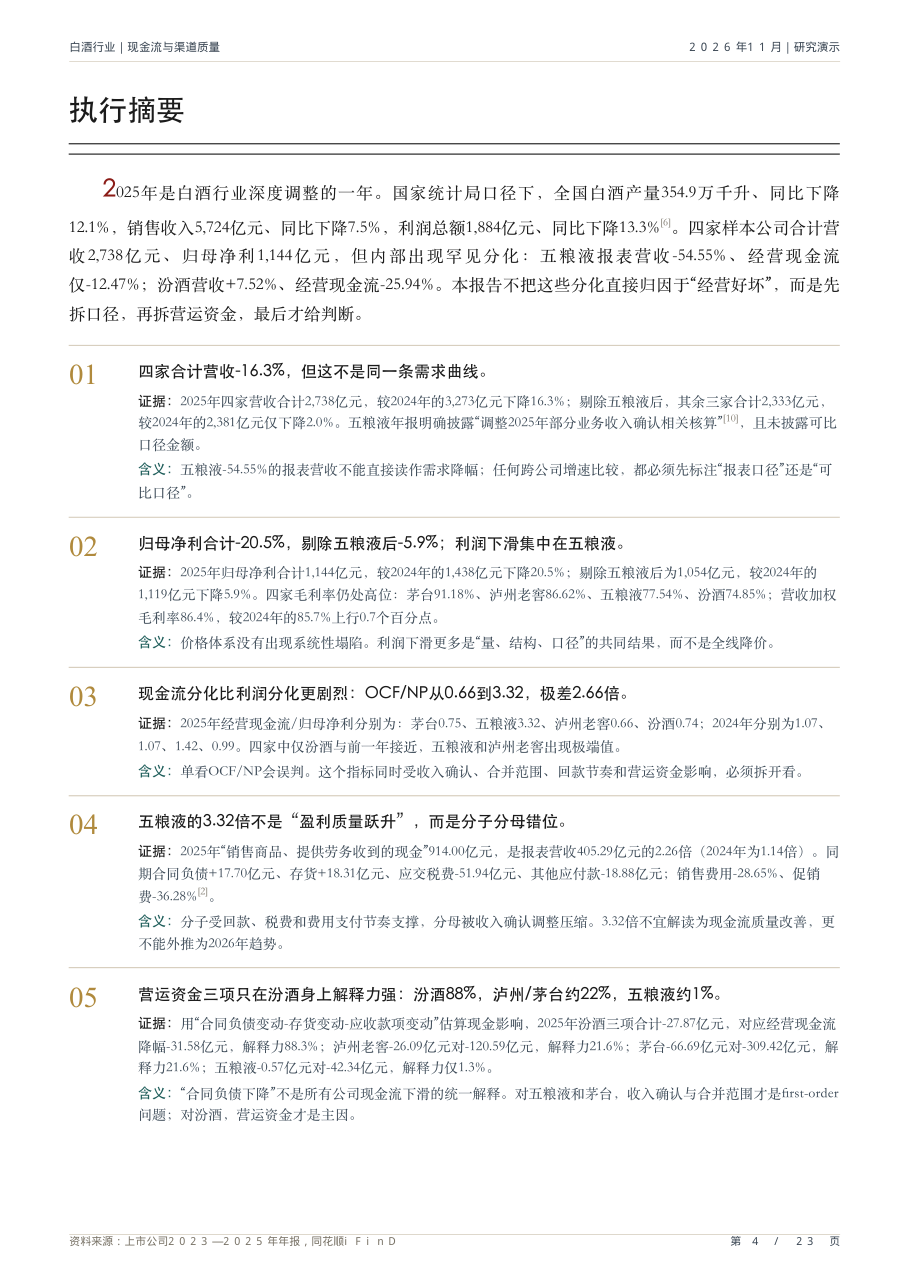 白酒行业 | 现金流与渠道质量
2026年11月 | 研究演示
执行摘要
2025年是白酒行业深度调整的一年。国家统计局口径下，全国白酒产量354.9万千升、同比下降
12.1%，销售收入5,724亿元、同比下降7.5%，利润总额1,884亿元、同比下降13.3%[6]。四家样本公司合计营
收2,738亿元、归母净利1,144亿元，但内部出现罕见分化：五粮液报表营收-54.55%、经营现金流
仅-12.47%；汾酒营收+7.52%、经营现金流-25.94%。本报告不把这些分化直接归因于“经营好坏”，而是先
拆口径，再拆营运资金，最后才给判断。
01
四家合计营收-16.3%，但这不是同一条需求曲线。
证据：2025年四家营收合计2,738亿元，较2024年的3,273亿元下降16.3%；剔除五粮液后，其余三家合计2,333亿元，
较2024年的2,381亿元仅下降2.0%。五粮液年报明确披露“调整2025年部分业务收入确认相关核算”[10]，且未披露可比
口径金额。
含义：五粮液-54.55%的报表营收不能直接读作需求降幅；任何跨公司增速比较，都必须先标注“报表口径”还是“可
比口径”。
02
归母净利合计-20.5%，剔除五粮液后-5.9%；利润下滑集中在五粮液。
证据：2025年归母净利合计1,144亿元，较2024年的1,438亿元下降20.5%；剔除五粮液后为1,054亿元，较2024年的
1,119亿元下降5.9%。四家毛利率仍处高位：茅台91.18%、泸州老窖86.62%、五粮液77.54%、汾酒74.85%；营收加权
毛利率86.4%，较2024年的85.7%上行0.7个百分点。
含义：价格体系没有出现系统性塌陷。利润下滑更多是“量、结构、口径”的共同结果，而不是全线降价。
03
现金流分化比利润分化更剧烈：OCF/NP从0.66到3.32，极差2.66倍。
证据：2025年经营现金流/归母净利分别为：茅台0.75、五粮液3.32、泸州老窖0.66、汾酒0.74；2024年分别为1.07、
1.07、1.42、0.99。四家中仅汾酒与前一年接近，五粮液和泸州老窖出现极端值。
含义：单看OCF/NP会误判。这个指标同时受收入确认、合并范围、回款节奏和营运资金影响，必须拆开看。
04
五粮液的3.32倍不是“盈利质量跃升”，而是分子分母错位。
证据：2025年“销售商品、提供劳务收到的现金”914.00亿元，是报表营收405.29亿元的2.26倍（2024年为1.14倍）。同
期合同负债+17.70亿元、存货+18.31亿元、应交税费-51.94亿元、其他应付款-18.88亿元；销售费用-28.65%、促销
费-36.28%[2]。
含义：分子受回款、税费和费用支付节奏支撑，分母被收入确认调整压缩。3.32倍不宜解读为现金流质量改善，更
不能外推为2026年趋势。
05
营运资金三项只在汾酒身上解释力强：汾酒88%，泸州/茅台约22%，五粮液约1%。
证据：用“合同负债变动-存货变动-应收款项变动”估算现金影响，2025年汾酒三项合计-27.87亿元，对应经营现金流
降幅-31.58亿元，解释力88.3%；泸州老窖-26.09亿元对-120.59亿元，解释力21.6%；茅台-66.69亿元对-309.42亿元，解
释力21.6%；五粮液-0.57亿元对-42.34亿元，解释力仅1.3%。
含义：“合同负债下降”不是所有公司现金流下滑的统一解释。对五粮液和茅台，收入确认与合并范围才是first-order
问题；对汾酒，营运资金才是主因。
资料来源：上市公司2023—2025年年报，同花顺iFinD
第 4 / 23 页